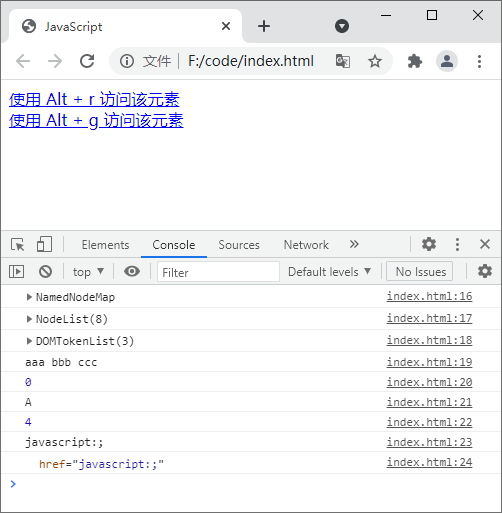 JavaScript
文件 F:/code/index.html
使用 Alt + r 访问该元素
使用 Alt + g 访问该元素
Elements Console Sources Network
top Filter Default levels No Issues
NamedNodeMap index.html:16
NodeList(8) index.html:17
DOMTokenList(3) index.html:18
aaa bbb ccc index.html:19
0 index.html:20
A index.html:21
4 index.html:22
javascript:; index.html:23
href="javascript:;" index.html:24